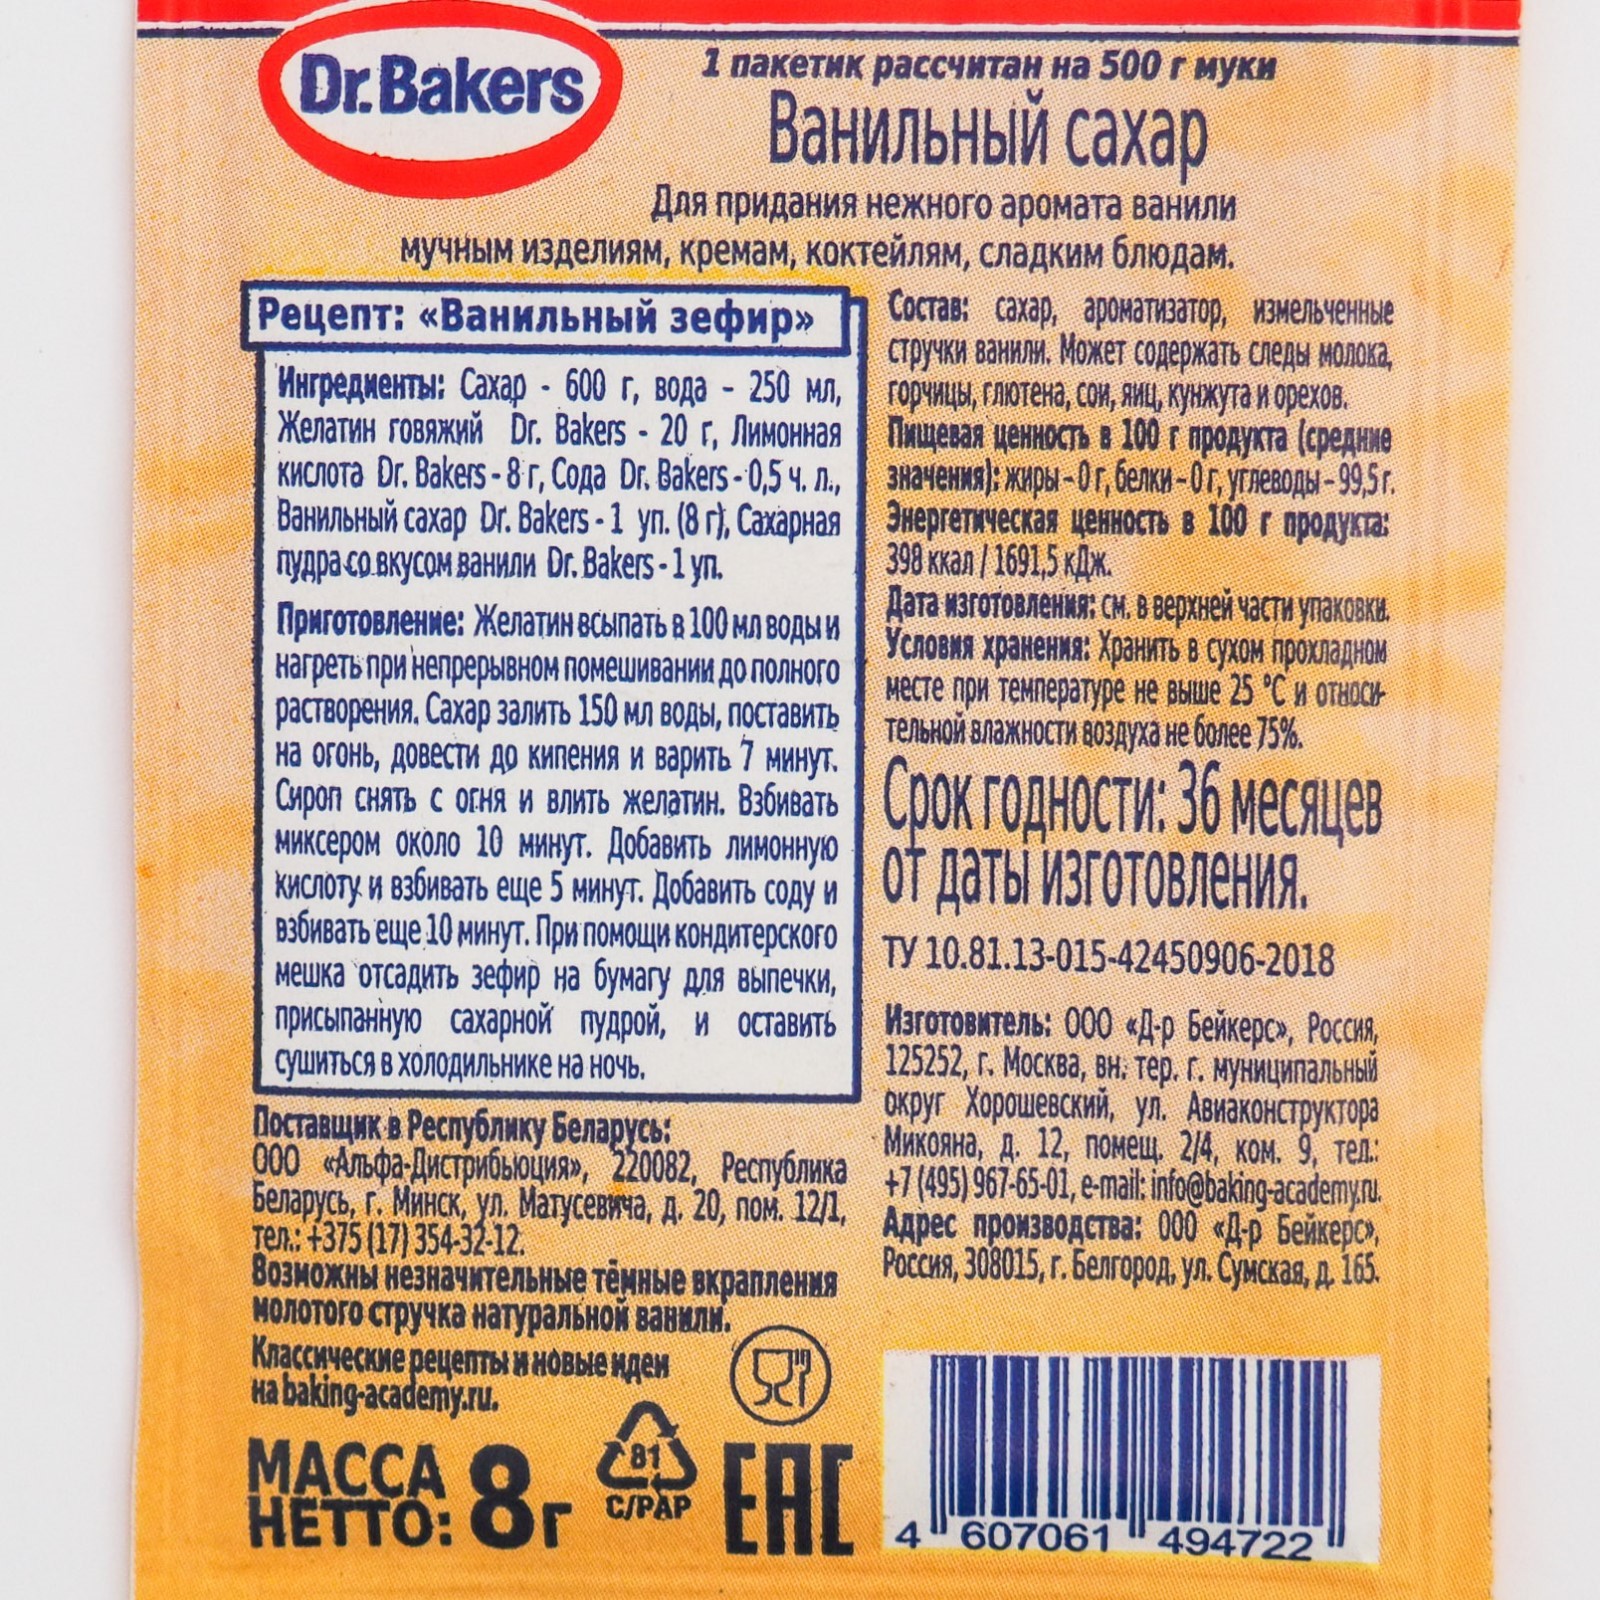 Dr.Bakers
1 пакетик рассчитан на 500 г муки
Ванильный сахар
Для придания нежного аромата ванили
мучным изделиям, кремам, коктейлям, сладким блюдам.
Рецепт: «Ванильный зефир»
Ингредиенты: Сахар - 600 г, вода – 250 мл,
Желатин говяжий Dr. Bakers - 20 г, Лимонная
кислота Dr. Bakers - 8 г, Сода Dr. Bakers - 0,5 ч. л.,
Ванильный сахар Dr. Bakers - 1 уп. (8 г), Сахарная
пудра со вкусом ванили Dr. Bakers - 1 уп.
Приготовление: Желатин всыпать в 100 мл воды и
нагреть при непрерывном помешивании до полного
растворения. Сахар залить 150 мл воды, поставить
на огонь, довести до кипения и варить 7 минут.
Сироп снять с огня и влить желатин. Взбивать
миксером около 10 минут. Добавить лимонную
кислоту и взбивать еще 5 минут. Добавить соду и
взбивать еще 10 минут. При помощи кондитерского
мешка отсадить зефир на бумагу для выпечки,
присыпанную сахарной пудрой, и оставить
сушиться в холодильнике на ночь.
Поставщик в Республику Беларусь:
ООО «Альфа-Дистрибьюция», 220082, Республика
Беларусь, г. Минск, ул. Матусевича, д. 20, пом. 12/1,
тел.: +375 (17) 354-32-12.
Возможны незначительные тёмные вкрапления
молотого стручка натуральной ванили.
Классические рецепты и новые идеи
на baking-academy.ru.
МАССА
НЕТТО: 8г
81
C/PAP
EAC
Состав: сахар, ароматизатор, измельченные
стручки ванили. Может содержать следы молока,
горчицы, глютена, сои, яиц, кунжута и орехов.
Пищевая ценность в 100 г продукта (средние
значения): жиры – 0 г, белки – 0 г, углеводы – 99,5 г.
Энергетическая ценность в 100 г продукта:
398 ккал / 1691,5 кДж.
Дата изготовления: см. в верхней части упаковки.
Условия хранения: Хранить в сухом прохладном
месте при температуре не выше 25 °С и относи-
тельной влажности воздуха не более 75%.
Срок годности: 36 месяцев
от даты изготовления.
ТУ 10.81.13-015-42450906-2018
Изготовитель: ООО «Д-р Бейкерс», Россия,
125252, г. Москва, вн. тер. г. муниципальный
округ Хорошевский, ул. Авиаконструктора
Микояна, д. 12, помещ. 2/4, ком. 9, тел.:
+7 (495) 967-65-01, e-mail: info@baking-academy.ru.
Адрес производства: ООО «Д-р Бейкерс»,
Россия, 308015, г. Белгород, ул. Сумская, д. 165.
4 607061 494722